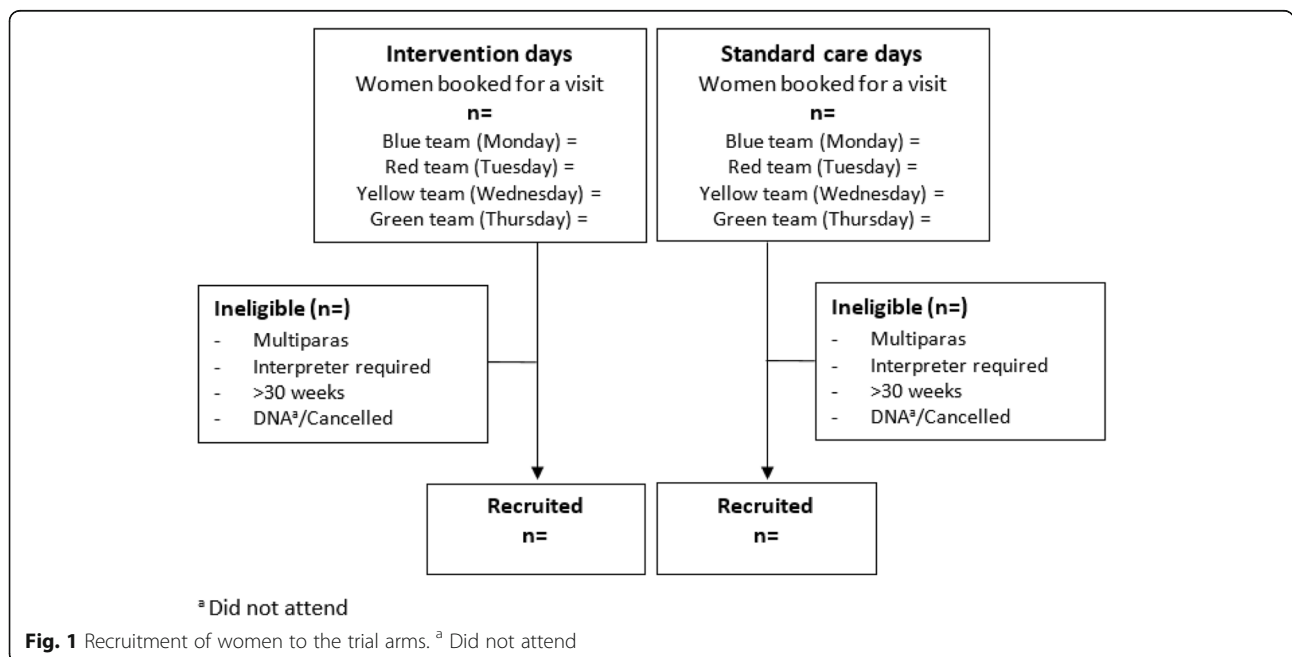 Intervention days
Women booked for a visit
n=
Blue team (Monday) =
Red team (Tuesday) =
Yellow team (Wednesday) =
Green team (Thursday) =
Standard care days
Women booked for a visit
n=
Blue team (Monday) =
Red team (Tuesday) =
Yellow team (Wednesday) =
Green team (Thursday) =
Ineligible (n=)
- Multiparas
- Interpreter required
- >30 weeks
- DNAᵃ/Cancelled
Ineligible (n=)
- Multiparas
- Interpreter required
- >30 weeks
- DNAᵃ/Cancelled
Recruited
n=
Recruited
n=
ᵃ Did not attend
Fig. 1 Recruitment of women to the trial arms. ᵃ Did not attend